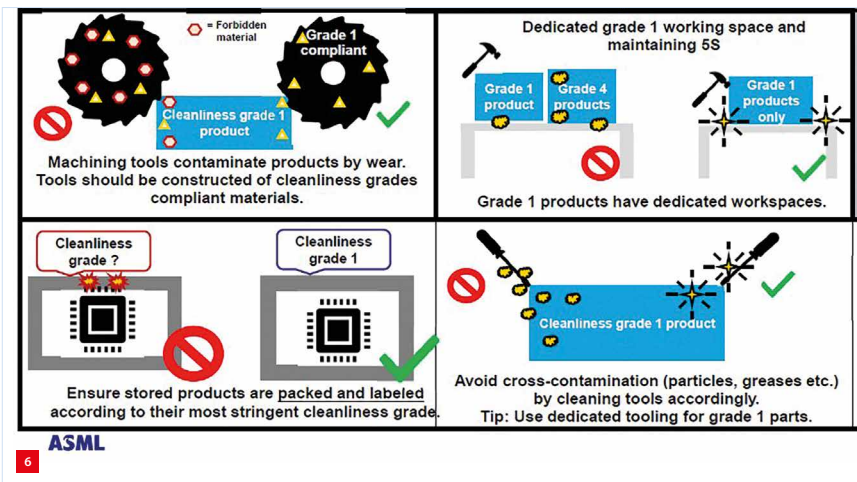 = Forbidden
material
Grade 1
compliant
Cleanliness grade 1
product
Machining tools contaminate products by wear.
Tools should be constructed of cleanliness grades
compliant materials.
Dedicated grade 1 working space and
maintaining 5S
Grade 1
product
Grade 4
products
Grade 1
products
only
Grade 1 products have dedicated workspaces.
Cleanliness
grade ?
Cleanliness
grade 1
Ensure stored products are packed and labeled
according to their most stringent cleanliness grade.
Cleanliness grade 1 product
Avoid cross-contamination (particles, greases etc.)
by cleaning tools accordingly.
Tip: Use dedicated tooling for grade 1 parts.
ASML
6